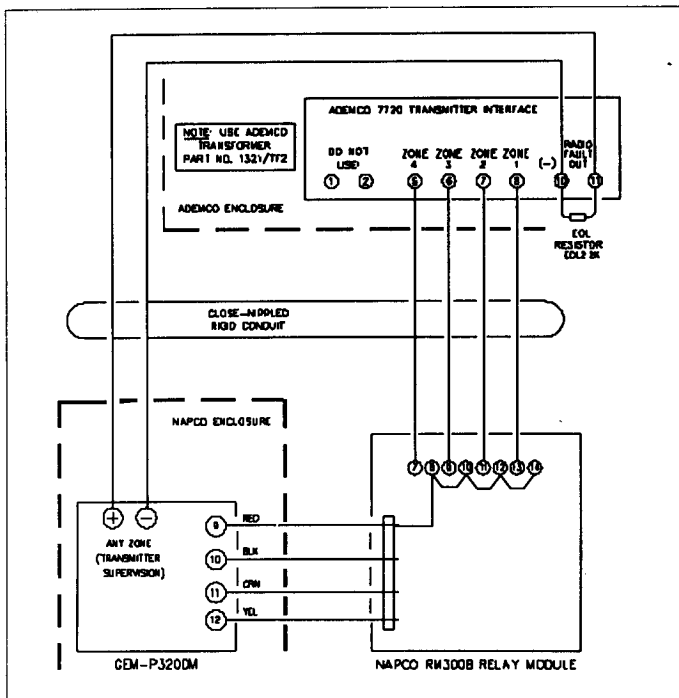 ADEMCO 7720 TRANSMITTER INTERFACE
NOTE: USE ADEMCO
TRANSFORMER
PART NO. 1321/TF2
DO NOT
USE!
1 2
ZONE
4
ZONE
3
ZONE
2
ZONE
1
(-)
RADIO
FAULT
OUT
5 6 7 8 10 11
ADEMCO ENCLOSURE
EOL
RESISTOR
EOL2.2K
CLOSE-NIPPLED
RIGID CONDUIT
NAPCO ENCLOSURE
7 8 9 10 11 12 13 14
+ -
ANY ZONE
(TRANSMITTER
SUPERVISION)
9 RED
10 BLK
11 GRN
12 YEL
GEM-P3200M
NAPCO RM3008 RELAY MODULE